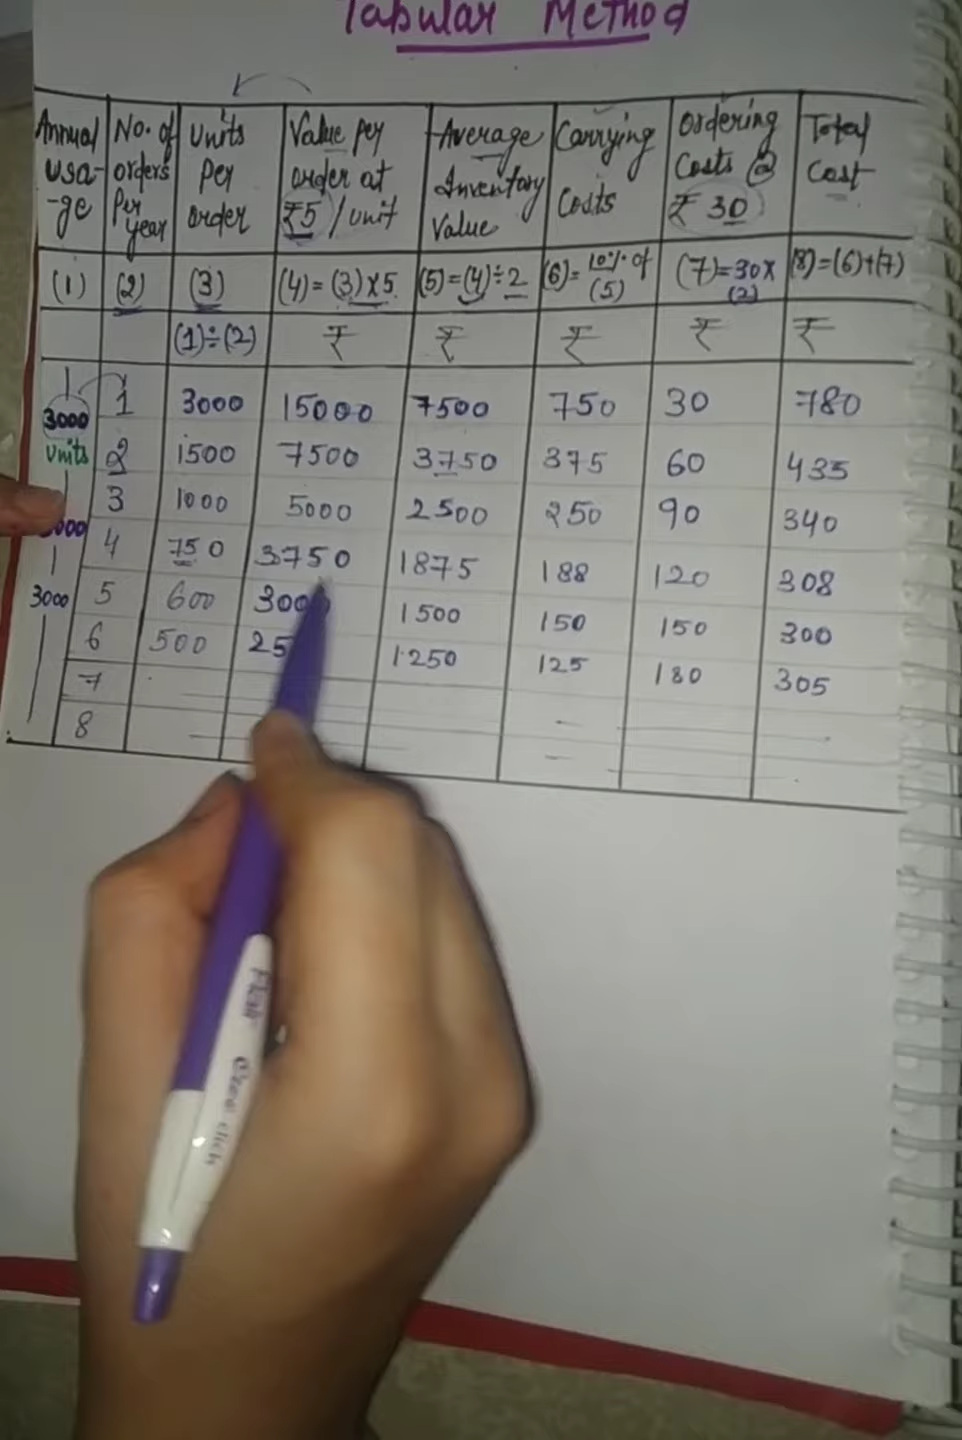 Tabular Method
Annual usa-ge | No. of orders Per year | Units Per order | Value per order at ₹5 / unit | Average Inventory Value | Carrying Costs | Ordering Costs @ ₹ 30 | Total Cost
(1) | (2) | (3) | (4) = (3) × 5 | (5) = (4) ÷ 2 | (6) = 10% of (5) | (7) = 30 × (2) | (8) = (6) + (7)
(1) ÷ (2) | ₹ | ₹ | ₹ | ₹ | ₹
3000 | 1 | 3000 | 15000 | 7500 | 750 | 30 | 780
Units | 2 | 1500 | 7500 | 3750 | 375 | 60 | 435
3 | 1000 | 5000 | 2500 | 250 | 90 | 340
4 | 750 | 3750 | 1875 | 188 | 120 | 308
3000 | 5 | 600 | 3000 | 1500 | 150 | 150 | 300
6 | 500 | 25 | 1250 | 125 | 180 | 305
7
8
Flair